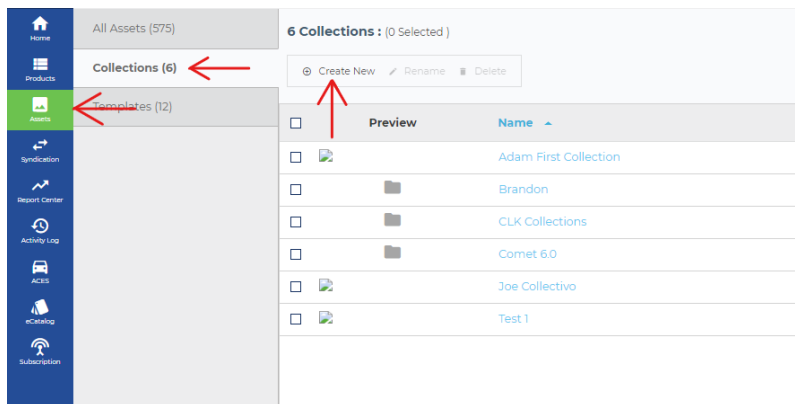 Home
Products
Assets
Syndication
Report Center
Activity Log
ACES
eCatalog
Subscription
All Assets (575)
Collections (6)
Templates (12)
6 Collections : (0 Selected )
Create New Rename Delete
Preview Name
Adam First Collection
Brandon
CLK Collections
Comet 6.0
Joe Collectivo
Test 1